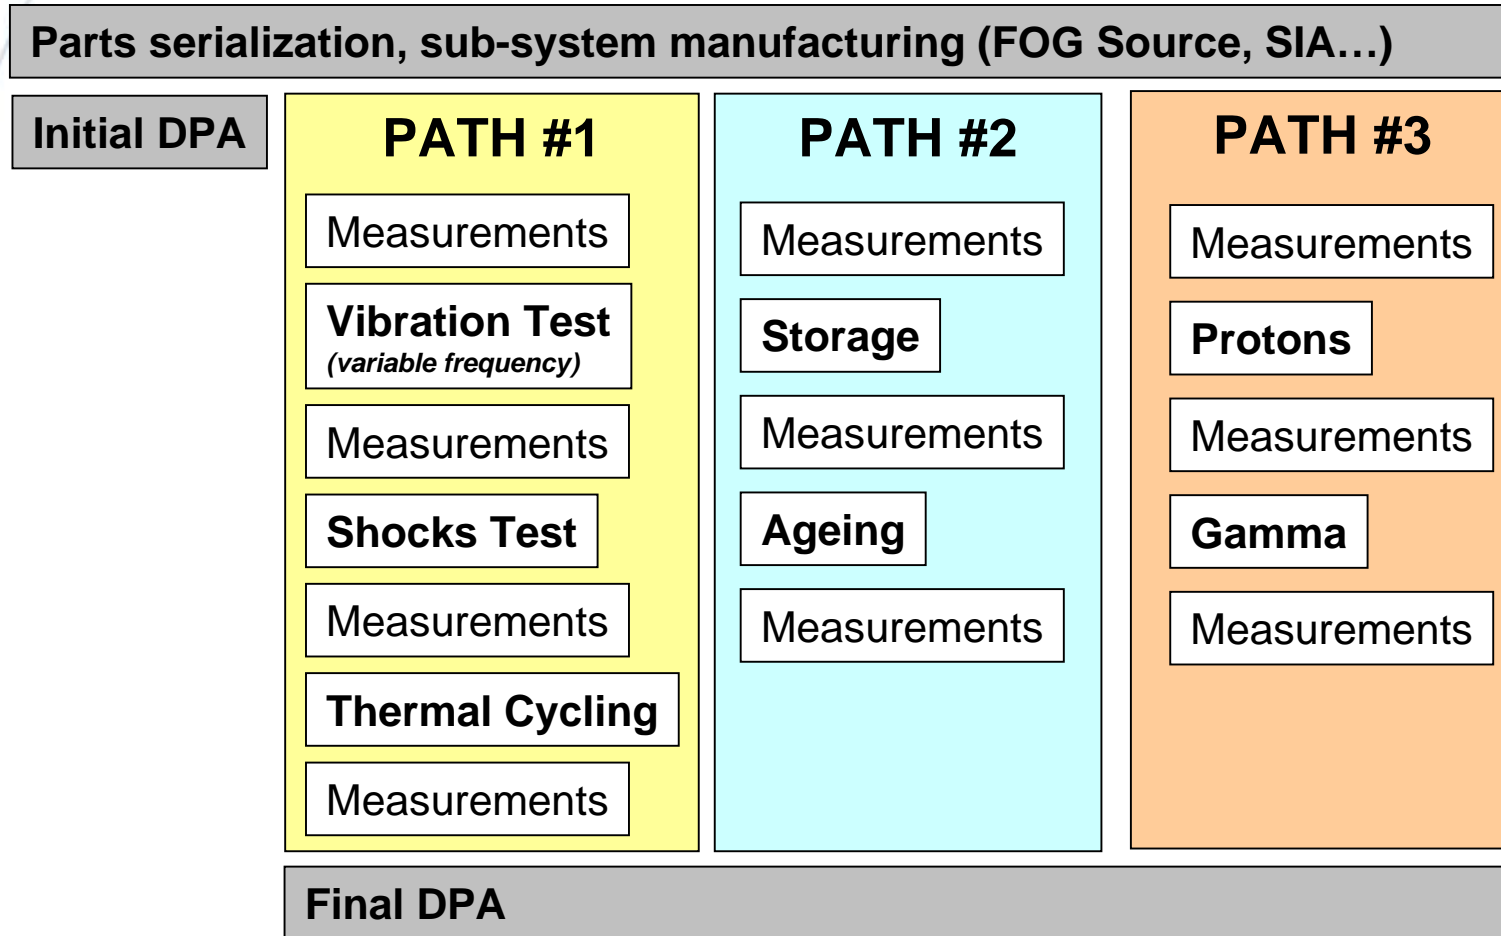 Parts serialization, sub-system manufacturing (FOG Source, SIA…)
Initial DPA
PATH #1
Measurements
Vibration Test
(variable frequency)
Measurements
Shocks Test
Measurements
Thermal Cycling
Measurements
PATH #2
Measurements
Storage
Measurements
Ageing
Measurements
PATH #3
Measurements
Protons
Measurements
Gamma
Measurements
Final DPA